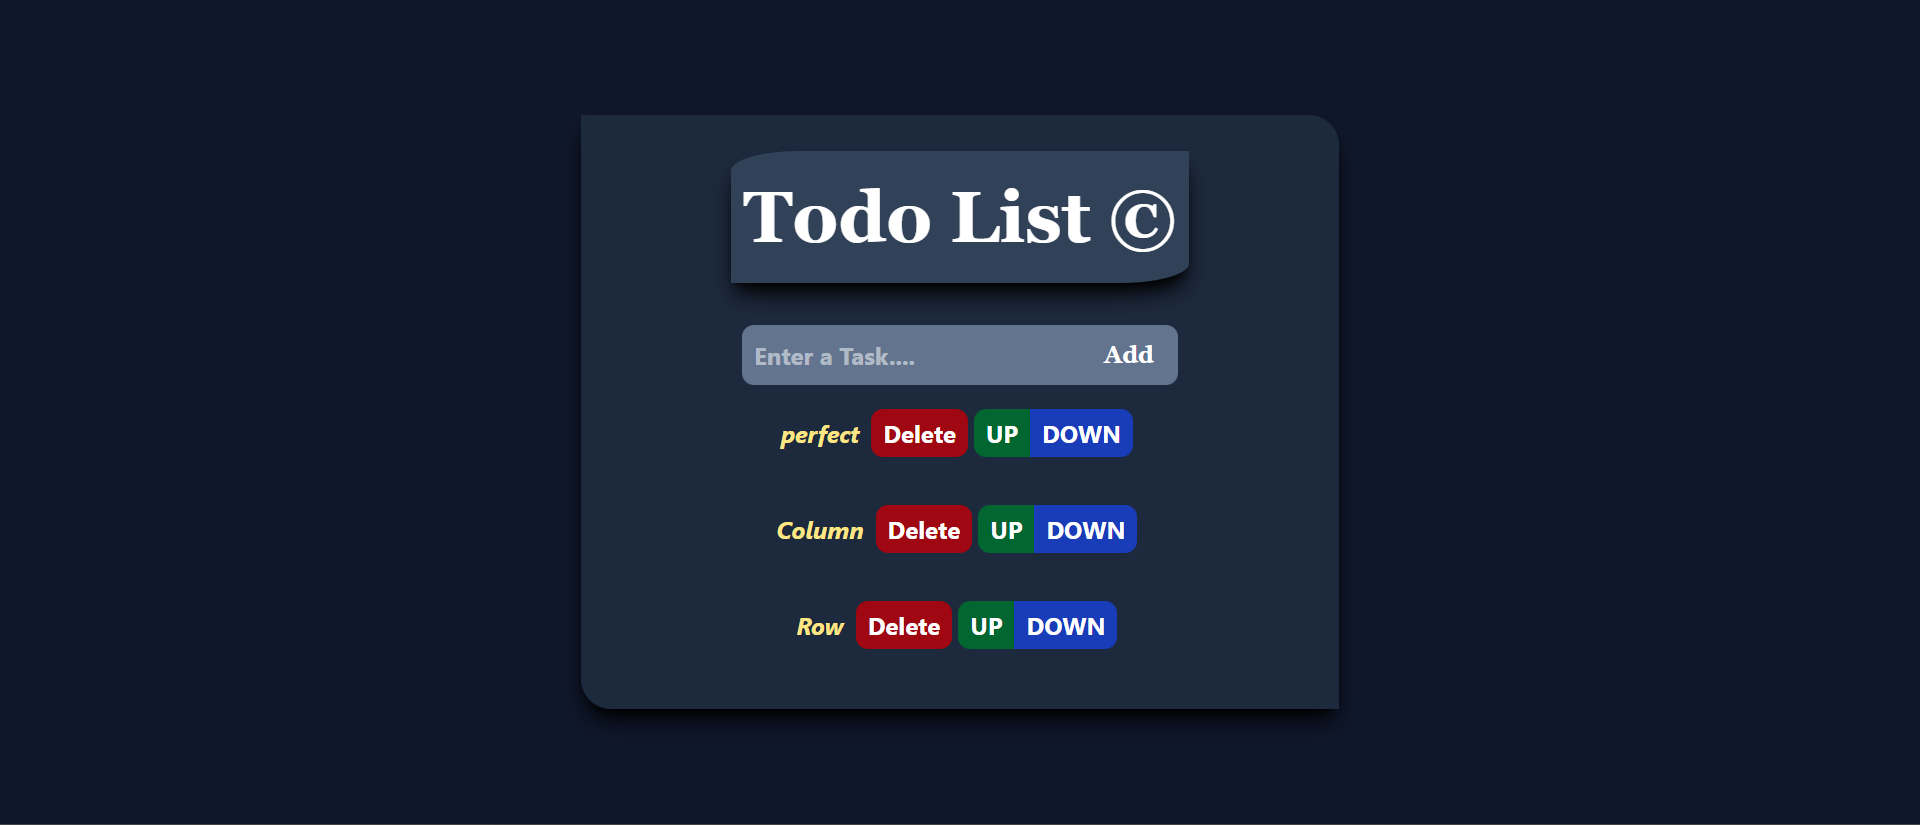 Todo List ©
Enter a Task.... Add
perfect Delete UP DOWN
Column Delete UP DOWN
Row Delete UP DOWN